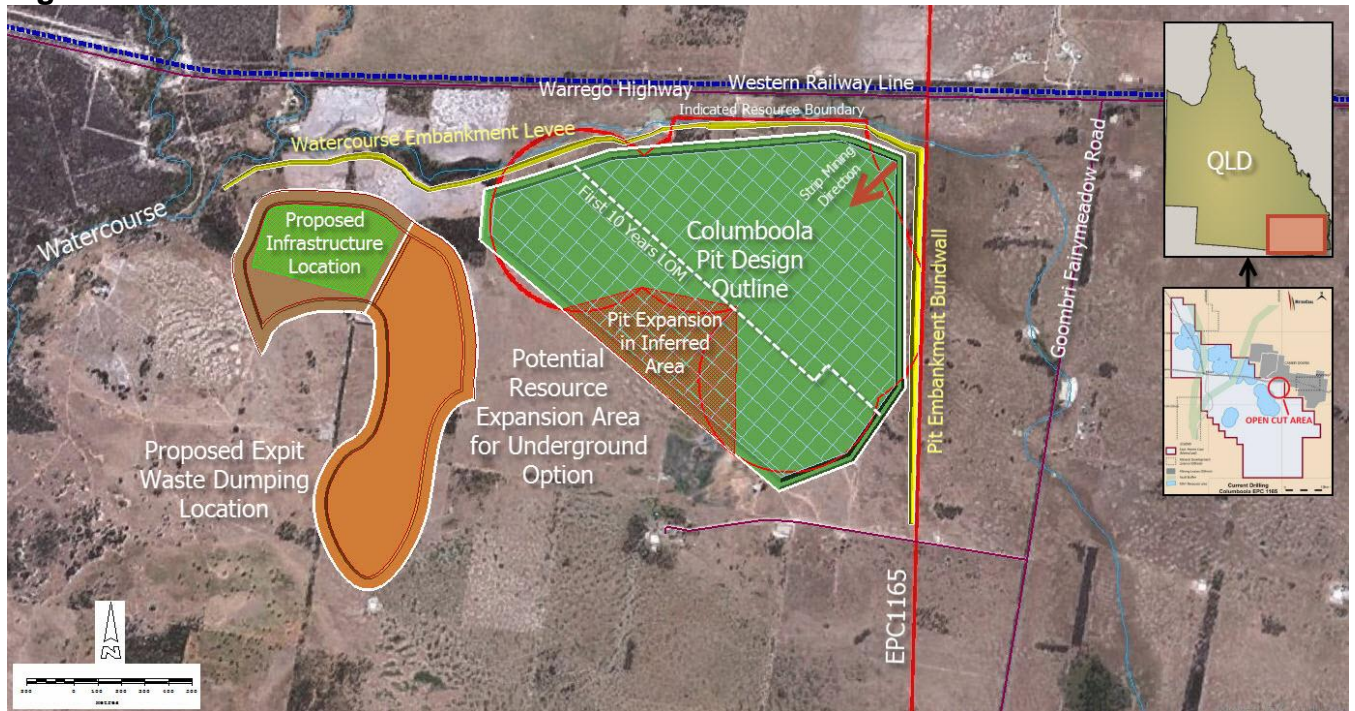 Warrego Highway
Western Railway Line
Indicated Resource Boundary
Watercourse Embankment Levee
Watercourse
Proposed
Infrastructure
Location
First 10 Years LOM
Strip Mining
Direction
Columboola
Pit Design
Outline
Pit Expansion
in Inferred
Area
Potential
Resource
Expansion Area
for Underground
Option
Proposed Expit
Waste Dumping
Location
Pit Embankment Bundwall
EPC1165
Goombri Fairymeadow Road
QLD
OPEN CUT AREA
Current Drilling
Columboola EPC 1165
N
metres